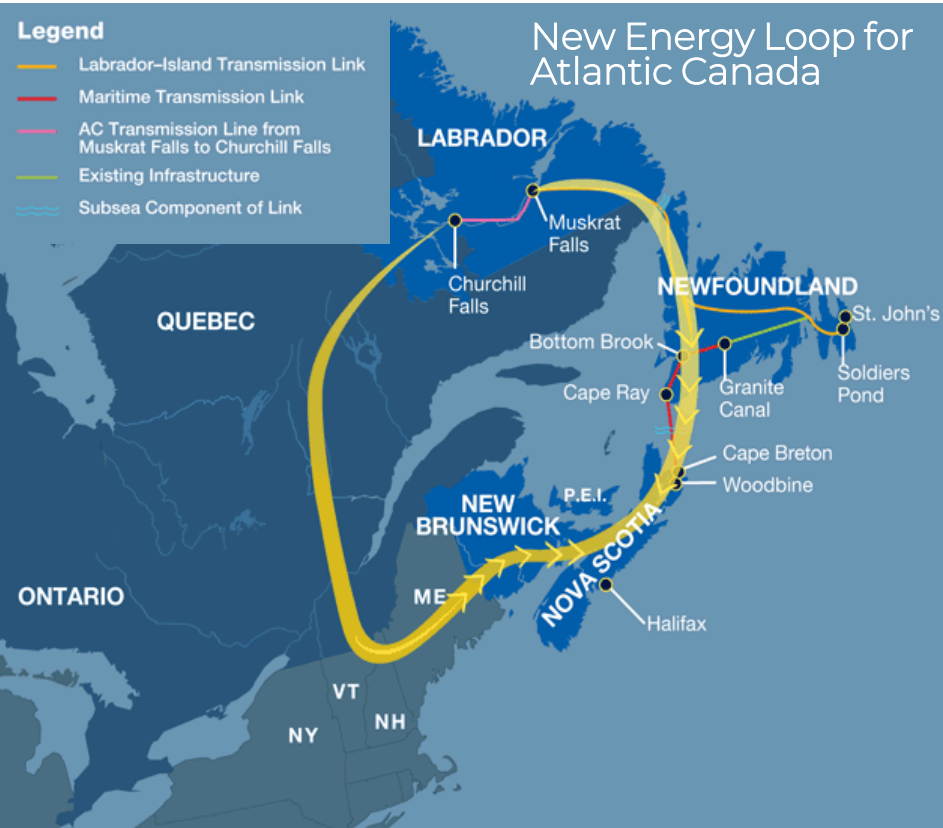 New Energy Loop for
Atlantic Canada
Legend
Labrador–Island Transmission Link
Maritime Transmission Link
AC Transmission Line from
Muskrat Falls to Churchill Falls
Existing Infrastructure
Subsea Component of Link
LABRADOR
Muskrat
Falls
Churchill
Falls
NEWFOUNDLAND
QUEBEC
St. John's
Bottom Brook
Soldiers
Pond
Cape Ray
Granite
Canal
Cape Breton
Woodbine
P.E.I.
NEW
BRUNSWICK
NOVA SCOTIA
ONTARIO
ME
Halifax
VT
NH
NY